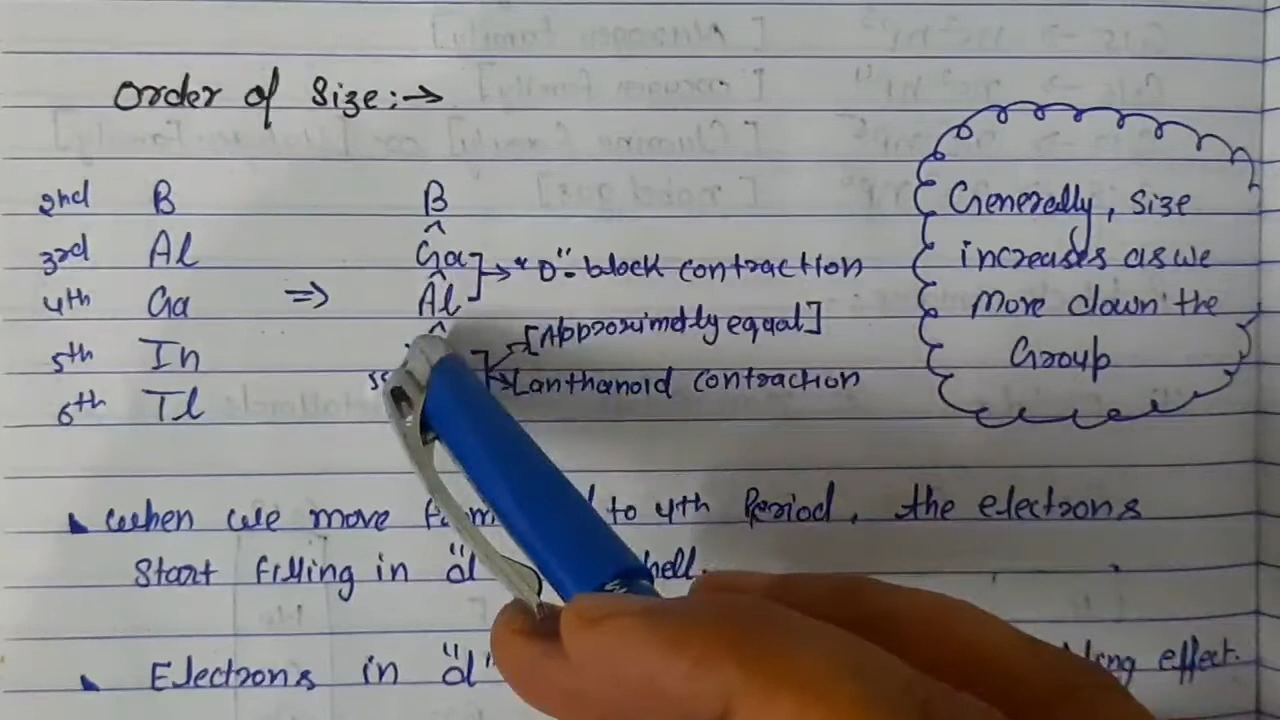 Order of Size:→
2nd B B
^
3rd Al Ga → "D"-block contraction
^
4th Ga ⇒ Al
^ [Approximetly equal]
5th In
6th Tl Lanthanoid contraction
Generally, size
increases as we
move down the
Group
When we move to 4th Period, the electrons
Start filling in "d"
Electrons in "d" effect.